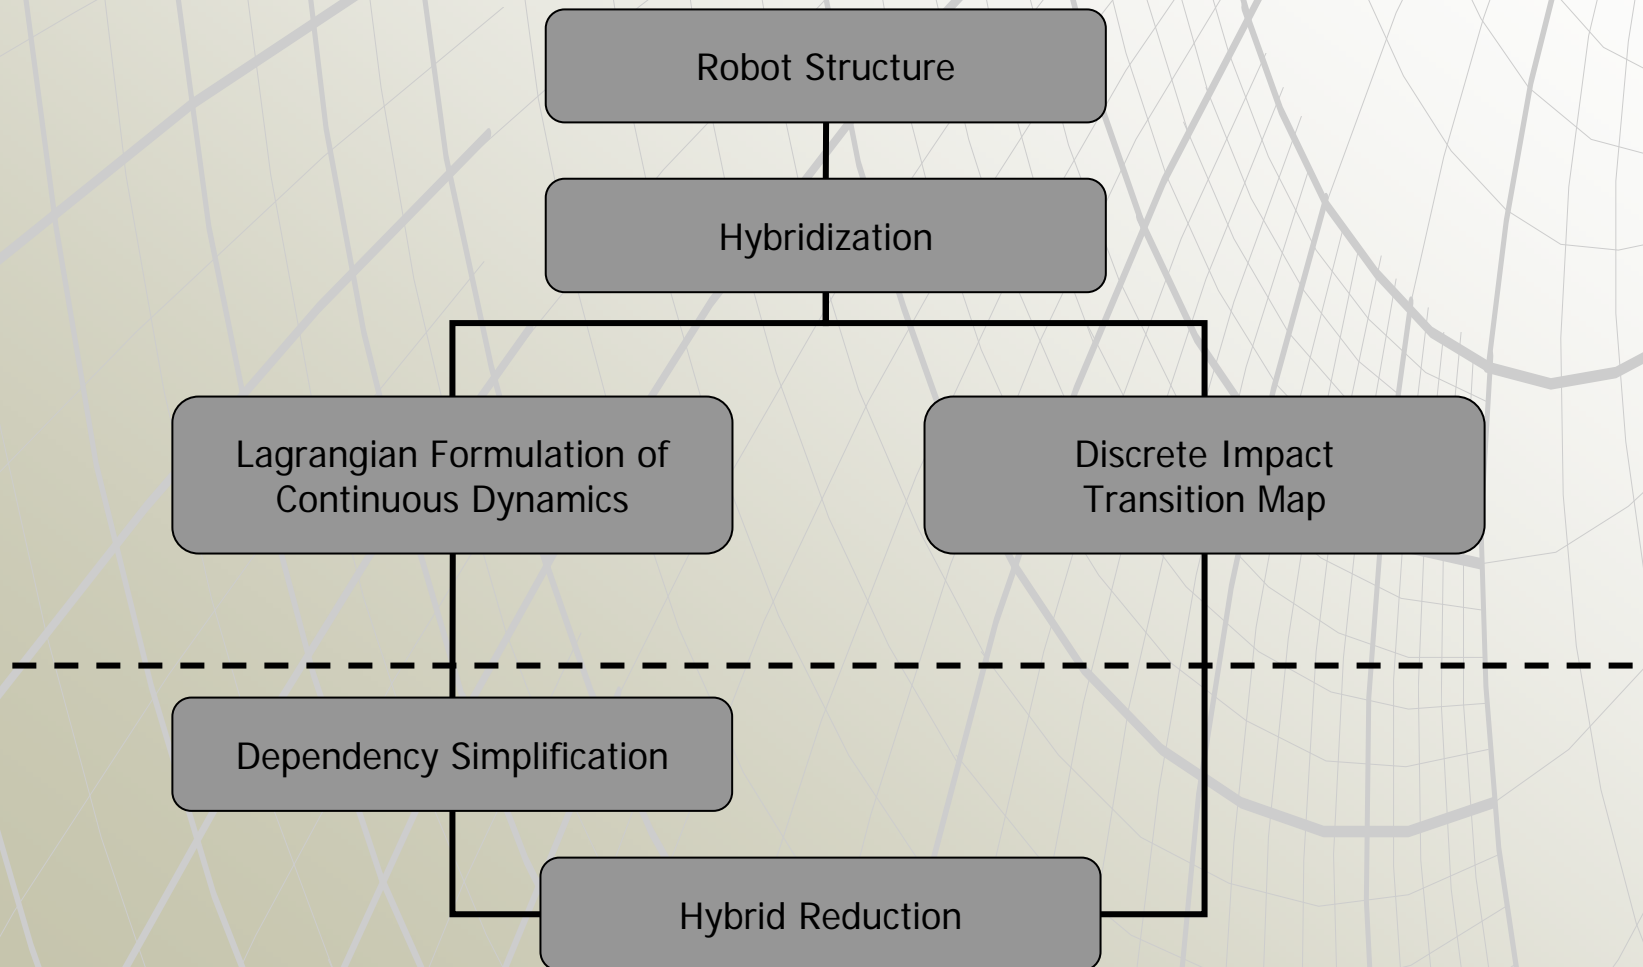 Robot Structure
Hybridization
Lagrangian Formulation of
Continuous Dynamics
Discrete Impact
Transition Map
Dependency Simplification
Hybrid Reduction